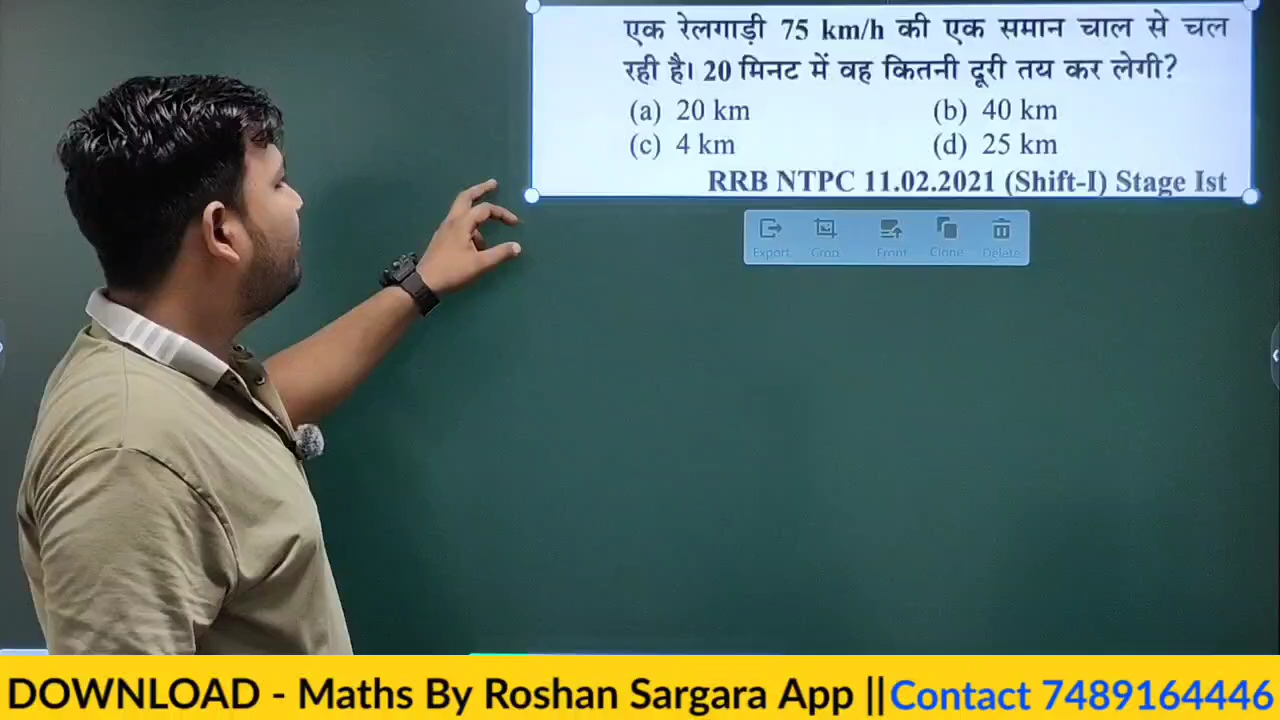 एक रेलगाड़ी 75 km/h की एक समान चाल से चल
रही है। 20 मिनट में वह कितनी दूरी तय कर लेगी?
(a) 20 km (b) 40 km
(c) 4 km (d) 25 km
RRB NTPC 11.02.2021 (Shift-I) Stage Ist
Export Crop Front Clone Delete
DOWNLOAD - Maths By Roshan Sargara App ||Contact 7489164446